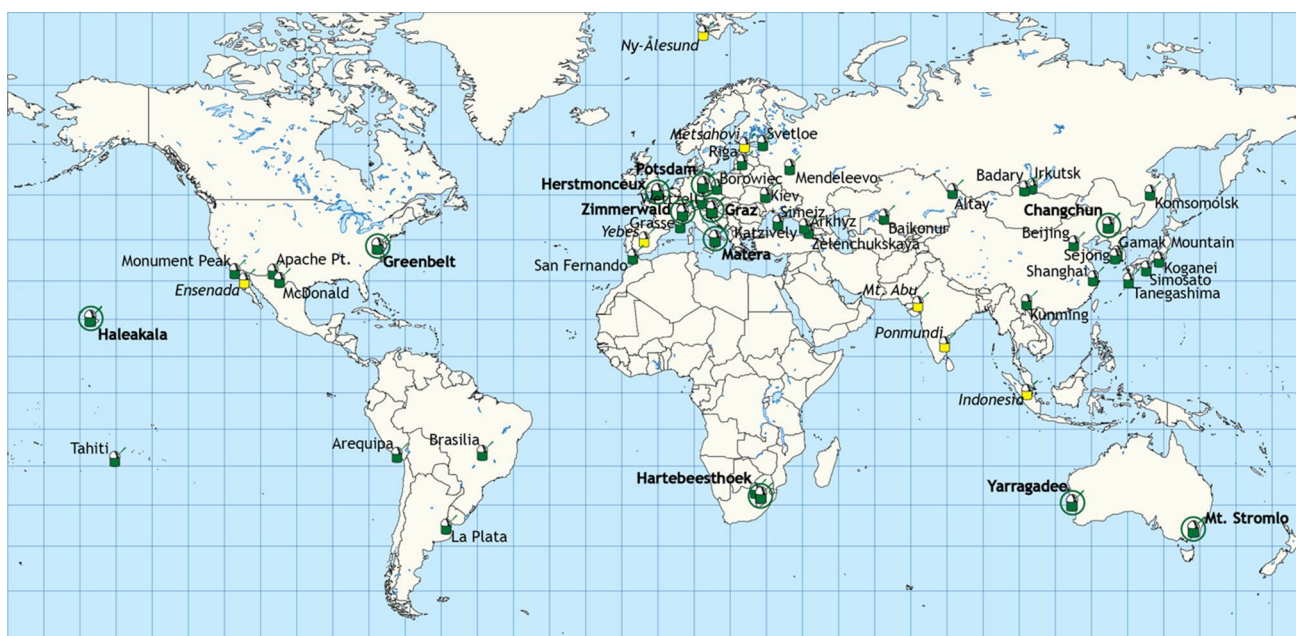 Ny-Ålesund
Metsahovi
Svetloe
Riga
Mendeleevo
Potsdam
Borowiec
Herstmonceux
Wettzell
Kiev
Zimmerwald
Graz
Grasse
Simeiz
Arkhyz
Yebes
Katzively
Zelenchukskaya
Matera
San Fernando
Baikonur
Altay
Badary
Irkutsk
Komsomolsk
Changchun
Beijing
Gamak Mountain
Sejong
Koganei
Shanghai
Simosato
Tanegashima
Kunming
Mt. Abu
Ponmundi
Indonesia
Monument Peak
Apache Pt.
Greenbelt
Ensenada
McDonald
Haleakala
Tahiti
Arequipa
Brasilia
La Plata
Hartebeesthoek
Yarragadee
Mt. Stromlo